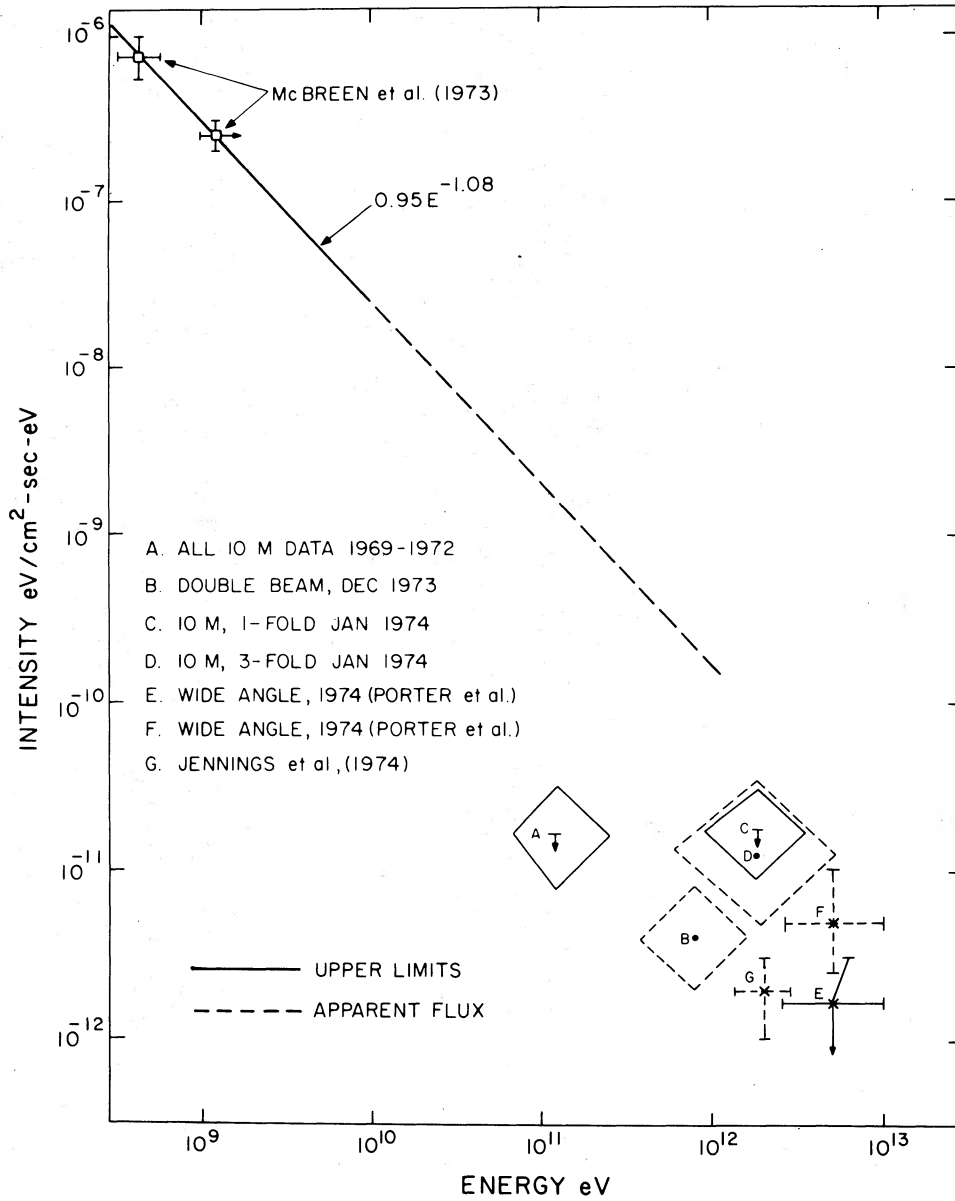 10^-6
McBREEN et al. (1973)
10^-7
0.95E^-1.08
10^-8
10^-9
A. ALL 10 M DATA 1969-1972
B. DOUBLE BEAM, DEC 1973
C. 10 M, 1-FOLD JAN 1974
D. 10 M, 3-FOLD JAN 1974
E. WIDE ANGLE, 1974 (PORTER et al.)
F. WIDE ANGLE, 1974 (PORTER et al.)
G. JENNINGS et al, (1974)
10^-10
INTENSITY eV/cm^2-sec-eV
A
C
D
10^-11
F
B
G
E
UPPER LIMITS
APPARENT FLUX
10^-12
10^9
10^10
10^11
10^12
10^13
ENERGY eV